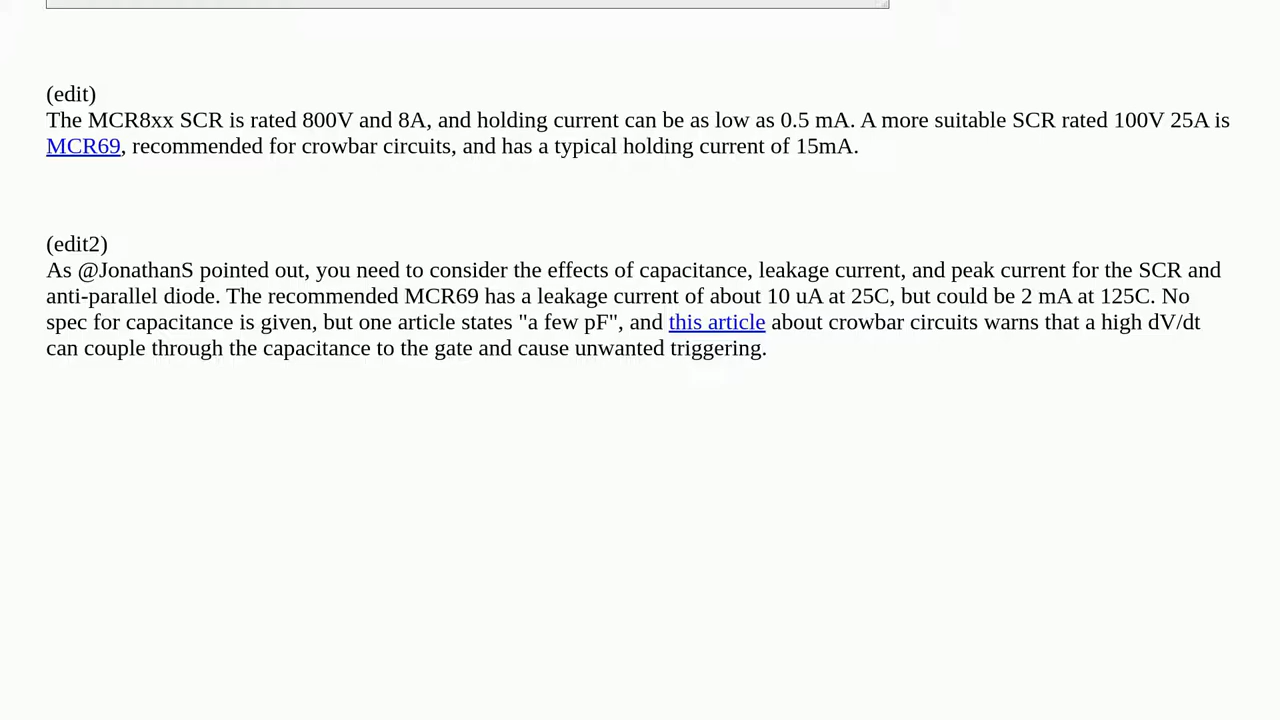 (edit)
The MCR8xx SCR is rated 800V and 8A, and holding current can be as low as 0.5 mA. A more suitable SCR rated 100V 25A is
MCR69, recommended for crowbar circuits, and has a typical holding current of 15mA.
(edit2)
As @JonathanS pointed out, you need to consider the effects of capacitance, leakage current, and peak current for the SCR and
anti-parallel diode. The recommended MCR69 has a leakage current of about 10 uA at 25C, but could be 2 mA at 125C. No
spec for capacitance is given, but one article states "a few pF", and this article about crowbar circuits warns that a high dV/dt
can couple through the capacitance to the gate and cause unwanted triggering.